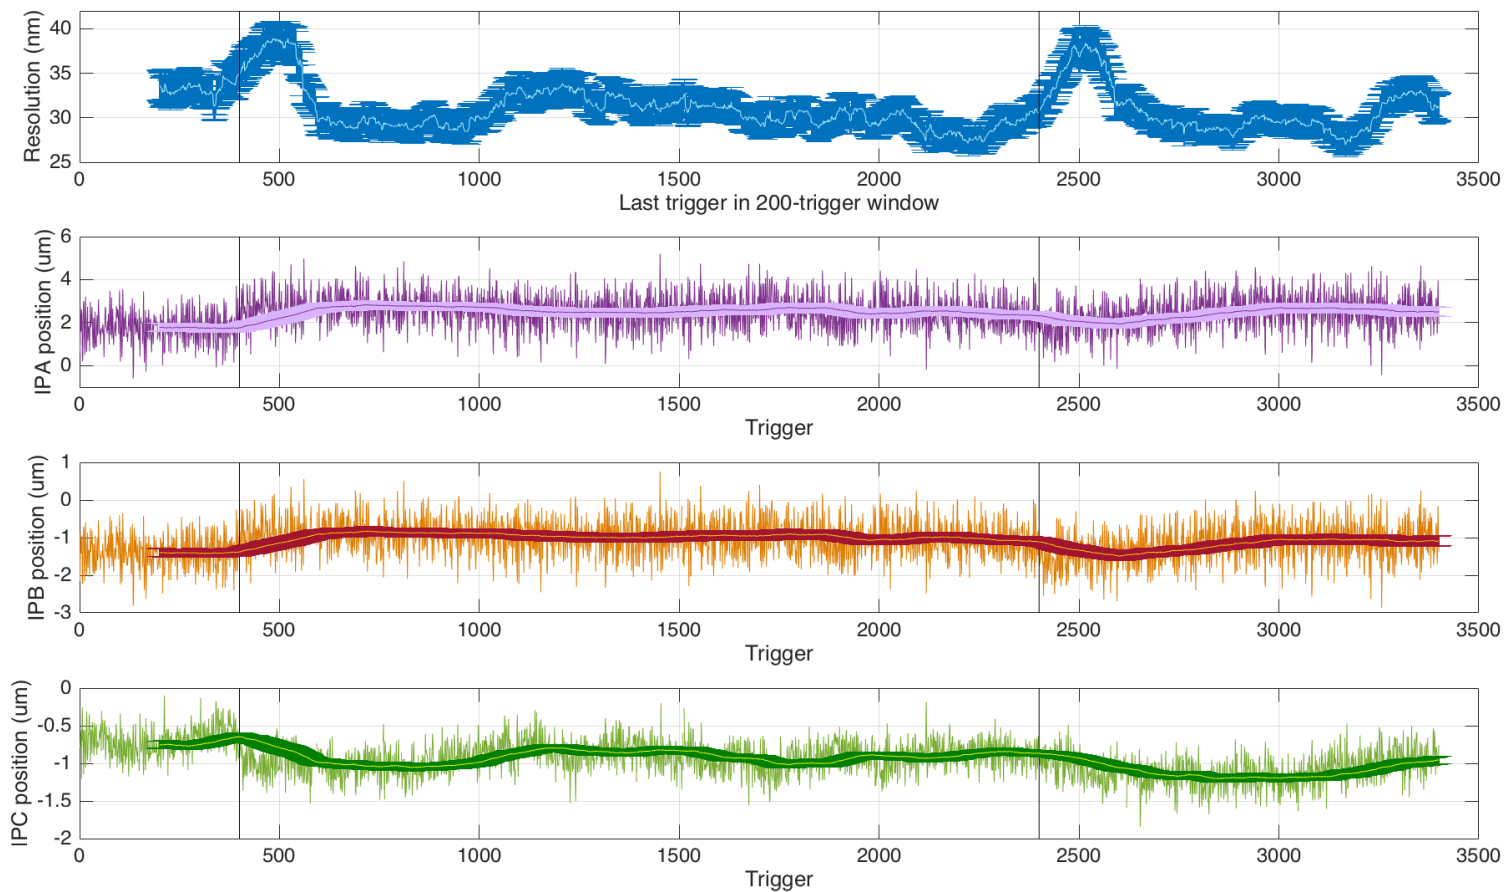 Resolution (nm)
40
35
30
25
0 500 1000 1500 2000 2500 3000 3500
Last trigger in 200-trigger window
IPA position (um)
6
4
2
0
0 500 1000 1500 2000 2500 3000 3500
Trigger
IPB position (um)
1
0
-1
-2
-3
0 500 1000 1500 2000 2500 3000 3500
Trigger
IPC position (um)
0
-0.5
-1
-1.5
-2
0 500 1000 1500 2000 2500 3000 3500
Trigger